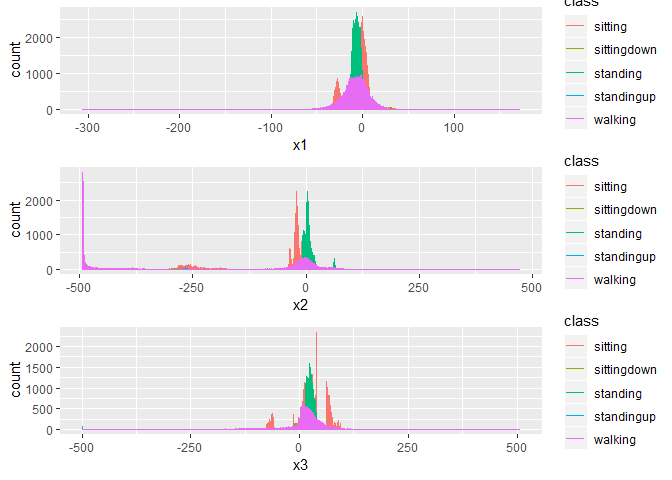 class
sitting
sittingdown
standing
standingup
walking
count
2000
1000
0
-300 -200 -100 0 100
x1
class
sitting
sittingdown
standing
standingup
walking
count
2000
1000
0
-500 -250 0 250 500
x2
class
sitting
sittingdown
standing
standingup
walking
count
2000
1500
1000
500
0
-500 -250 0 250 500
x3